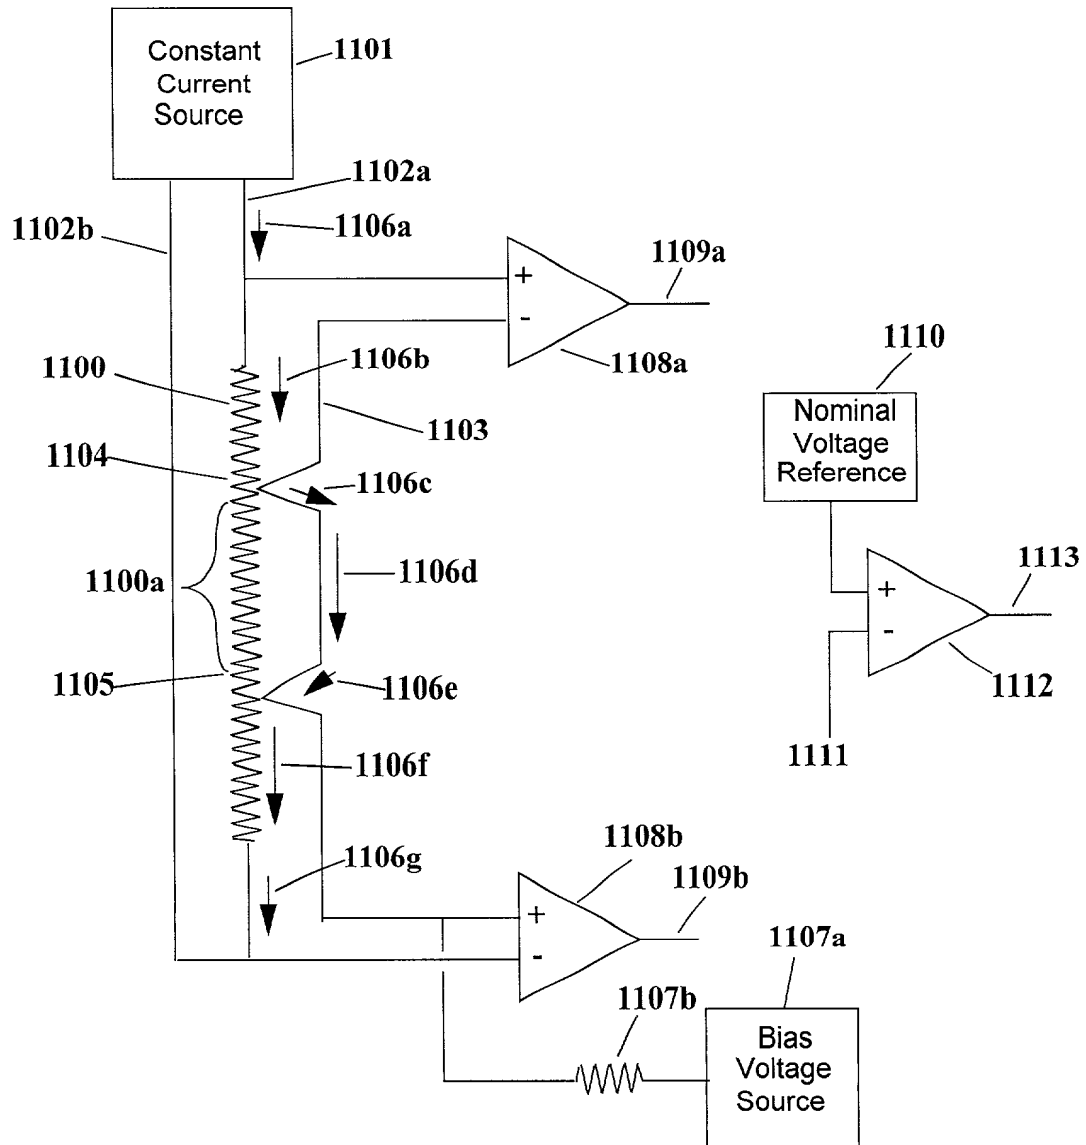 Constant
Current
Source
1101
1102a
1102b
1106a
1109a
+
-
1108a
1110
1100
1106b
1103
Nominal
Voltage
Reference
1104
1106c
1100a
1106d
1113
+
-
1112
1105
1106e
1111
1106f
1108b
1106g
1109b
+
-
1107a
1107b
Bias
Voltage
Source